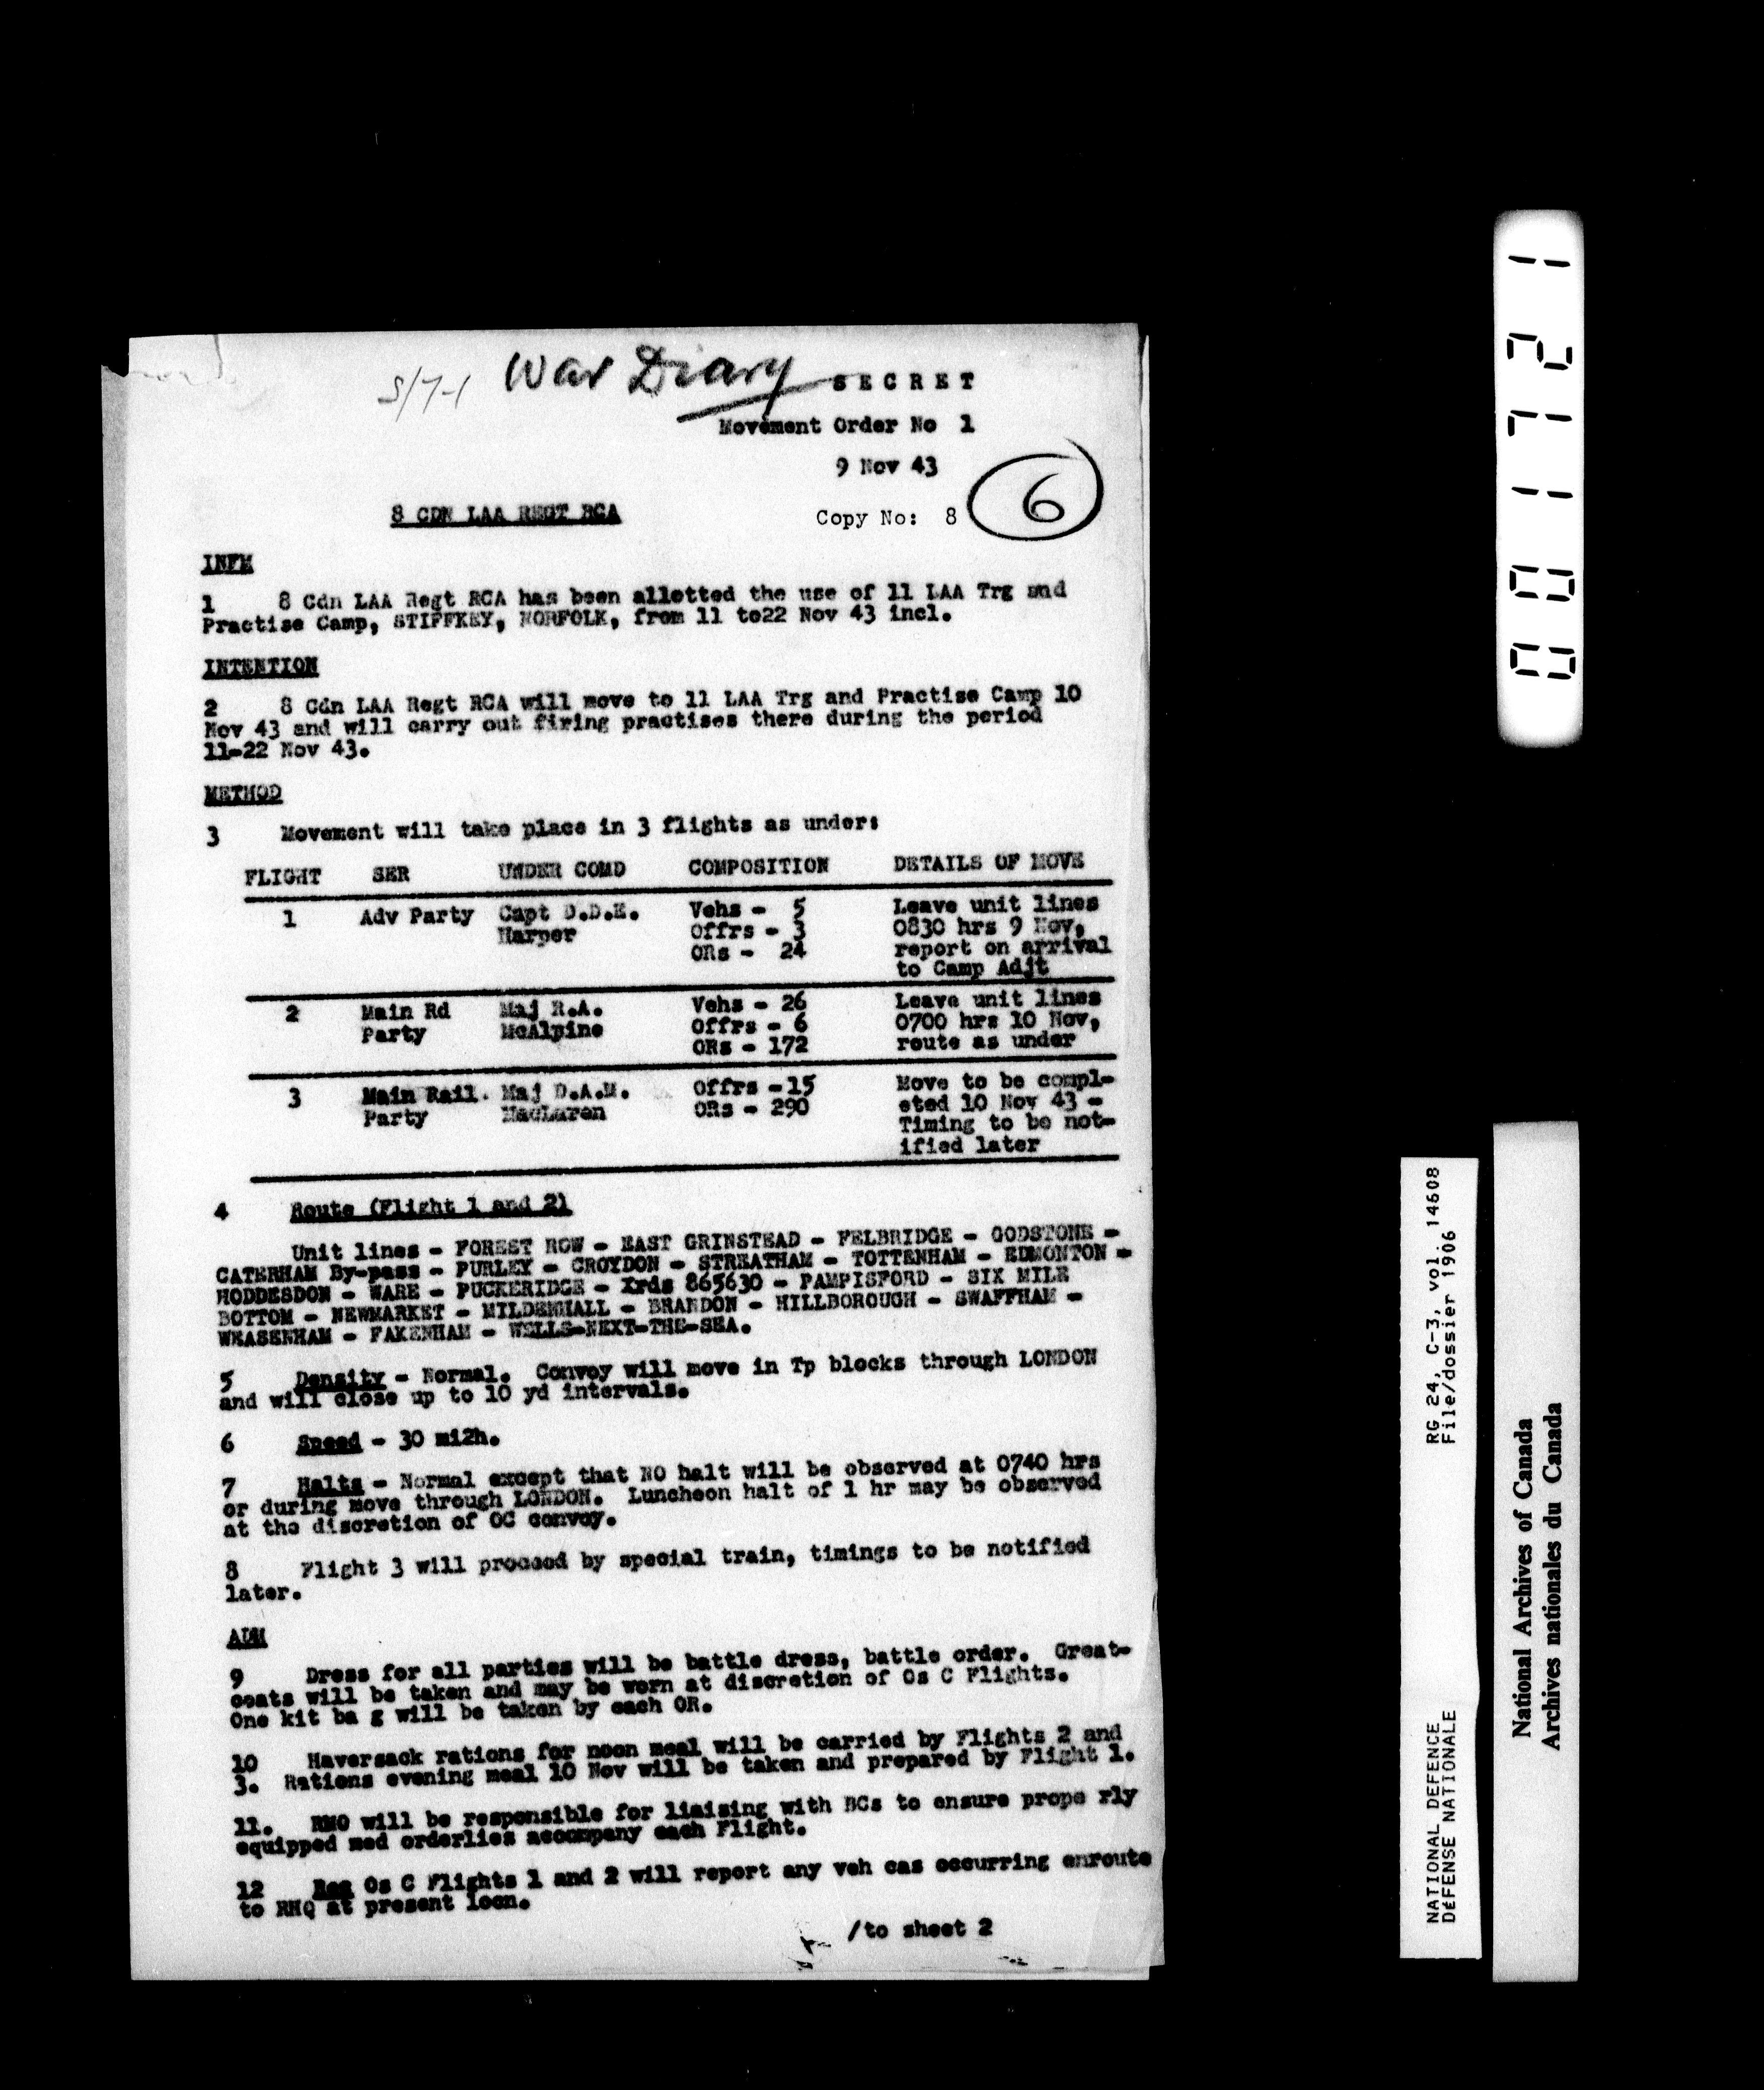 S/7-1 War Diary SECRET
Movement Order No 1
9 Nov 43
6
8 CDN LAA REGT RCA Copy No: 8
INFM
1 8 Cdn LAA Regt RCA has been allotted the use of 11 LAA Trg and
Practise Camp, STIFFKEY, NORFOLK, from 11 to22 Nov 43 incl.
INTENTION
2 8 Cdn LAA Regt RCA will move to 11 LAA Trg and Practise Camp 10
Nov 43 and will carry out firing practises there during the period
11-22 Nov 43.
METHOD
3 Movement will take place in 3 flights as under:
FLIGHT SER UNDER COMD COMPOSITION DETAILS OF MOVE
1 Adv Party Capt D.D.E. Vehs - 5 Leave unit lines
Harper Offrs - 3 0830 hrs 9 Nov,
ORs - 24 report on arrival
to Camp Adjt
2 Main Rd Maj R.A. Vehs - 26 Leave unit lines
Party McAlpine Offrs - 6 0700 hrs 10 Nov,
ORs - 172 route as under
3 Main Rail Maj D.A.M. Offrs -15 Move to be compl-
Party MacLaren ORs - 290 eted 10 Nov 43 -
Timing to be not-
ified later
4 Route (Flight 1 and 2)
Unit lines - FOREST ROW - EAST GRINSTEAD - FELBRIDGE - GODSTONE -
CATERHAM By-pass - PURLEY - CROYDON - STREATHAM - TOTTENHAM - EDMONTON -
HODDESDON - WARE - PUCKERIDGE - Xrds 865630 - PAMPISFORD - SIX MILE
BOTTOM - NEWMARKET - MILDENHALL - BRANDON - HILLBOROUGH - SWAFFHAM -
WEASENHAM - FAKENHAM - WELLS-NEXT-THE-SEA.
5 Density - Normal. Convoy will move in Tp blocks through LONDON
and will close up to 10 yd intervals.
6 Speed - 30 mi2h.
7 Halts - Normal except that NO halt will be observed at 0740 hrs
or during move through LONDON. Luncheon halt of 1 hr may be observed
at the discretion of OC convoy.
8 Flight 3 will proceed by special train, timings to be notified
later.
ADM
9 Dress for all parties will be battle dress, battle order. Great-
coats will be taken and may be worn at discretion of Os C Flights.
One kit ba g will be taken by each OR.
10 Haversack rations for noon meal will be carried by Flights 2 and
3. Rations evening meal 10 Nov will be taken and prepared by Flight 1.
11. RMO will be responsible for liaising with BCs to ensure prope rly
equipped med orderlies accompany each Flight.
12 Rec Os C Flights 1 and 2 will report any veh cas occurring enroute
to RHQ at present locn.
/to sheet 2
001721
RG 24, C-3, vol. 14608
File/dossier 1906
NATIONAL DEFENCE
DéFENSE NATIONALE
National Archives of Canada
Archives nationales du Canada